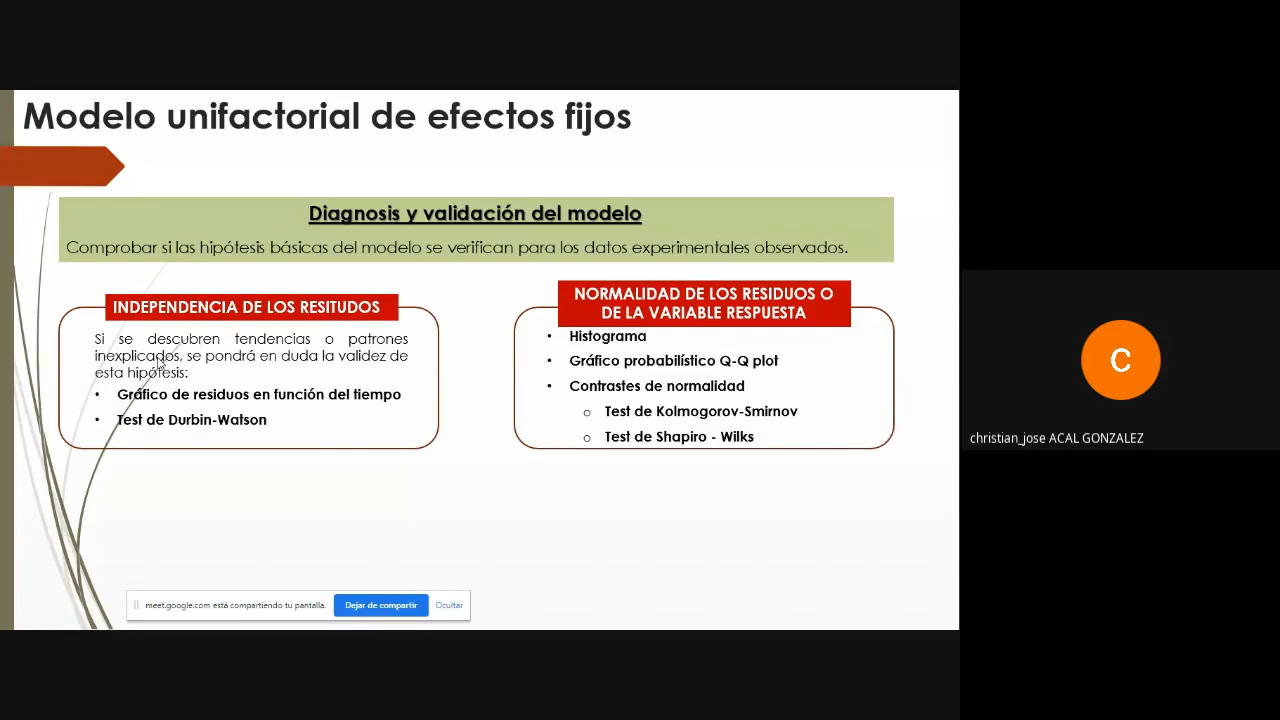 Modelo unifactorial de efectos fijos
Diagnosis y validación del modelo
Comprobar si las hipótesis básicas del modelo se verifican para los datos experimentales observados.
INDEPENDENCIA DE LOS RESITUDOS
Si se descubren tendencias o patrones
inexplicados, se pondrá en duda la validez de
esta hipótesis:
• Gráfico de residuos en función del tiempo
• Test de Durbin-Watson
NORMALIDAD DE LOS RESIDUOS O
DE LA VARIABLE RESPUESTA
• Histograma
• Gráfico probabilístico Q-Q plot
• Contrastes de normalidad
o Test de Kolmogorov-Smirnov
o Test de Shapiro - Wilks
meet.google.com está compartiendo tu pantalla. Dejar de compartir Ocultar
C
christian_jose ACAL GONZALEZ